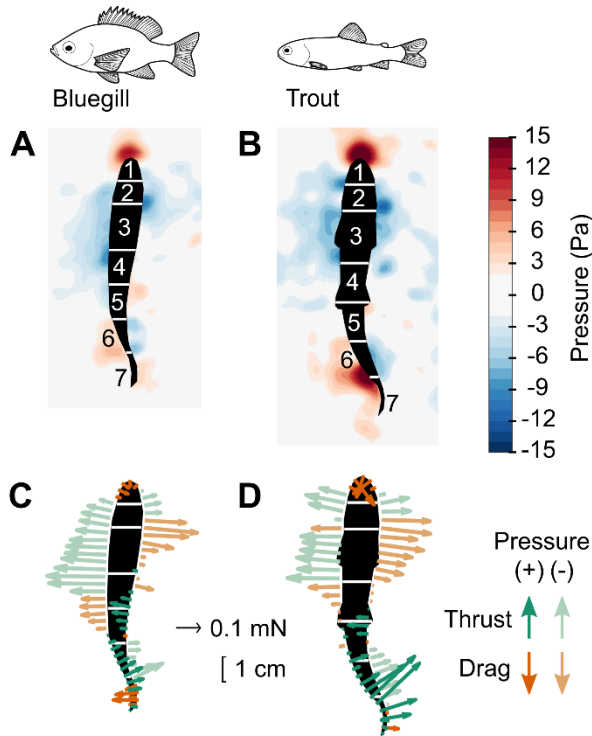 Bluegill
Trout
A
B
1
2
3
4
5
6
7
1
2
3
4
5
6
7
15
12
9
6
3
0
-3
-6
-9
-12
-15
Pressure (Pa)
C
D
0.1 mN
1 cm
Pressure
(+) (-)
Thrust
Drag